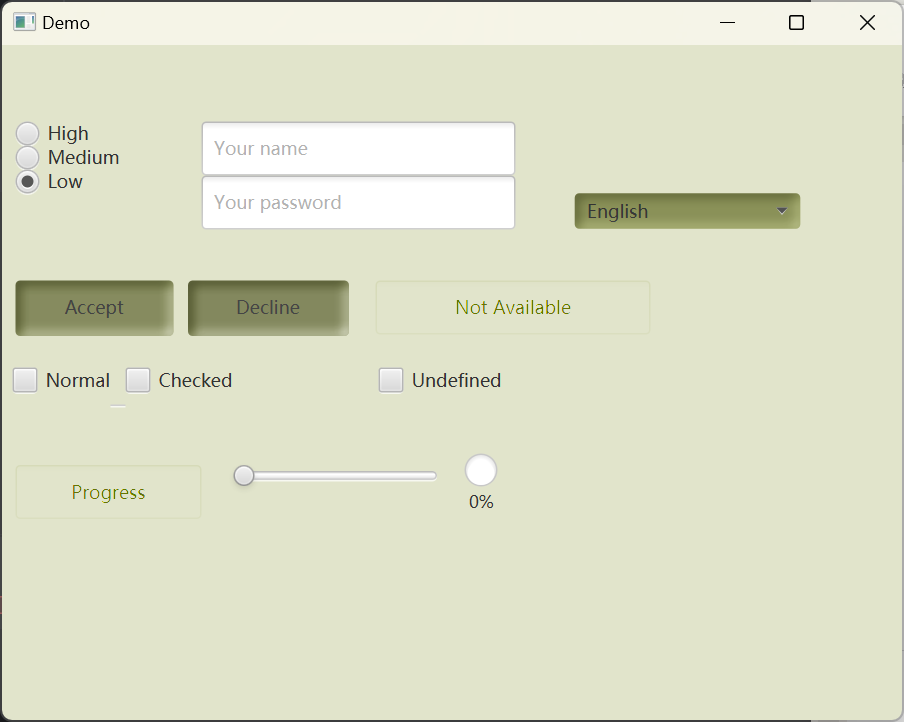 Demo
High
Medium
Low
Your name
Your password
English
Accept
Decline
Not Available
Normal
Checked
Undefined
Progress
0%